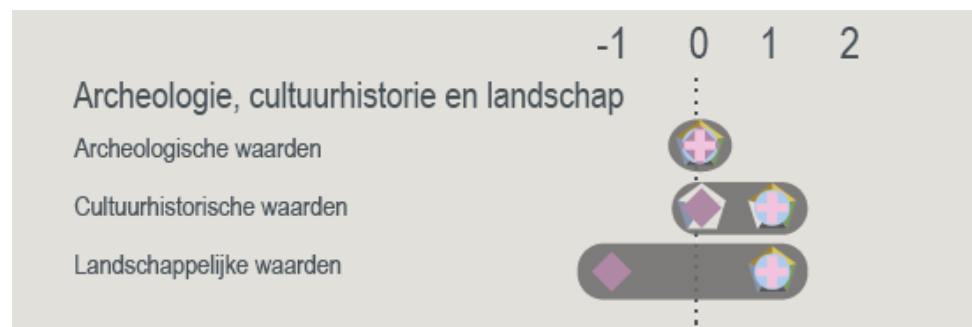 -1 0 1 2
Archeologie, cultuurhistorie en landschap
Archeologische waarden
Cultuurhistorische waarden
Landschappelijke waarden